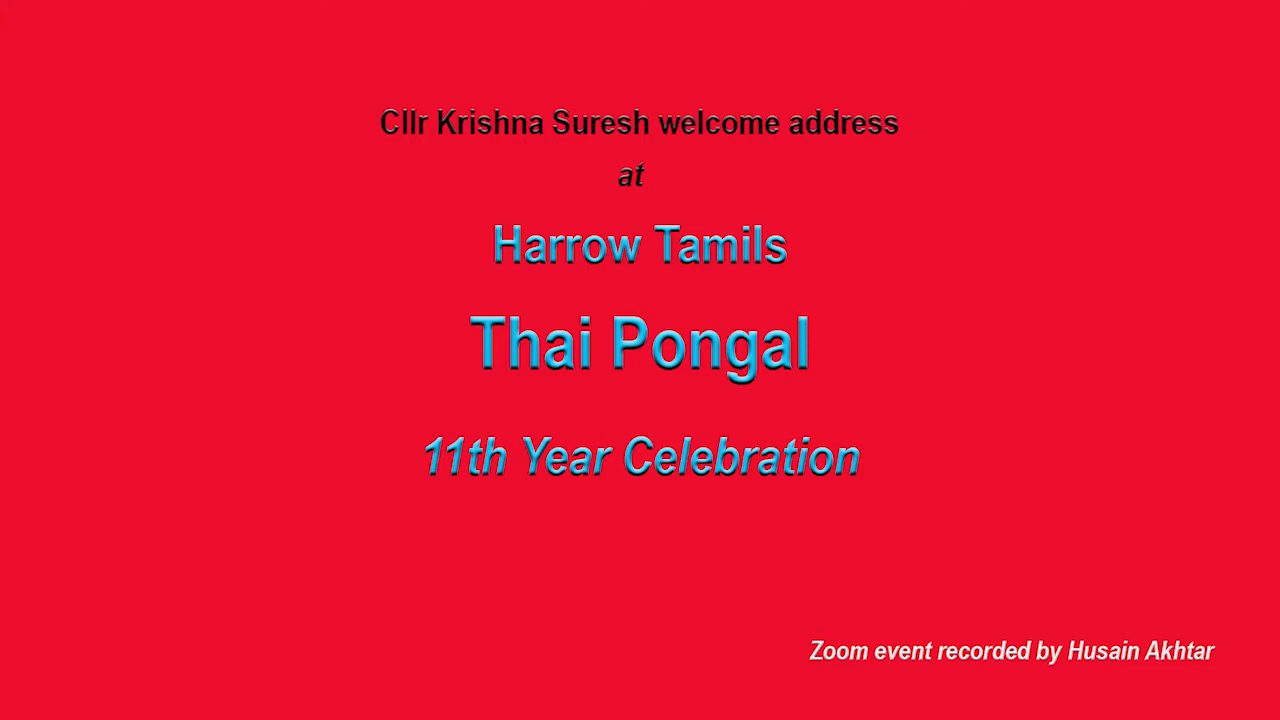 Cllr Krishna Suresh welcome address
at
Harrow Tamils
Thai Pongal
11th Year Celebration
Zoom event recorded by Husain Akhtar